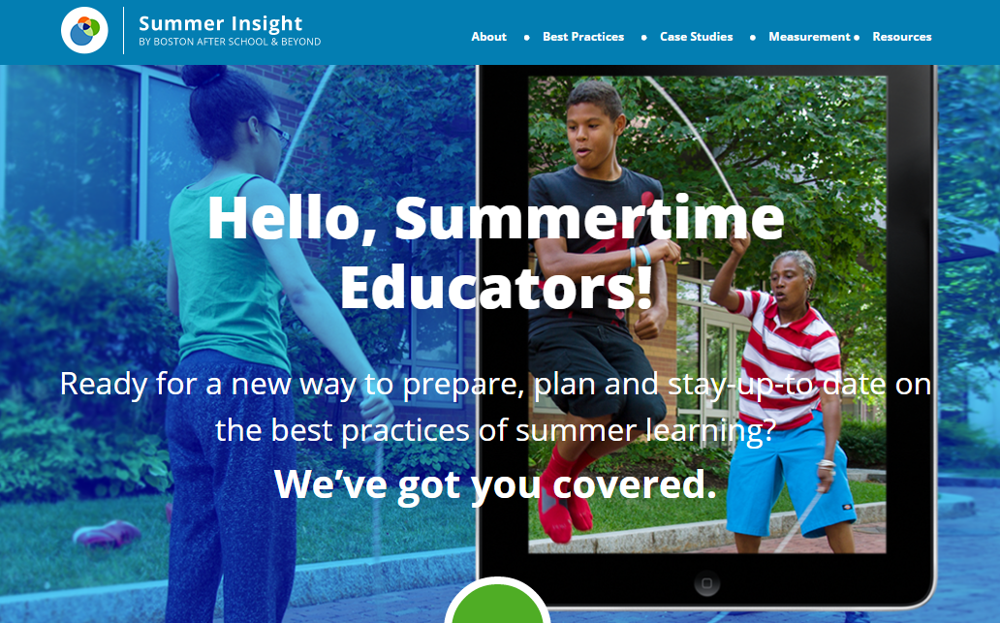 Summer Insight
BY BOSTON AFTER SCHOOL & BEYOND
About • Best Practices • Case Studies • Measurement • Resources
Hello, Summertime
Educators!
Ready for a new way to prepare, plan and stay-up-to date on
the best practices of summer learning?
We’ve got you covered.